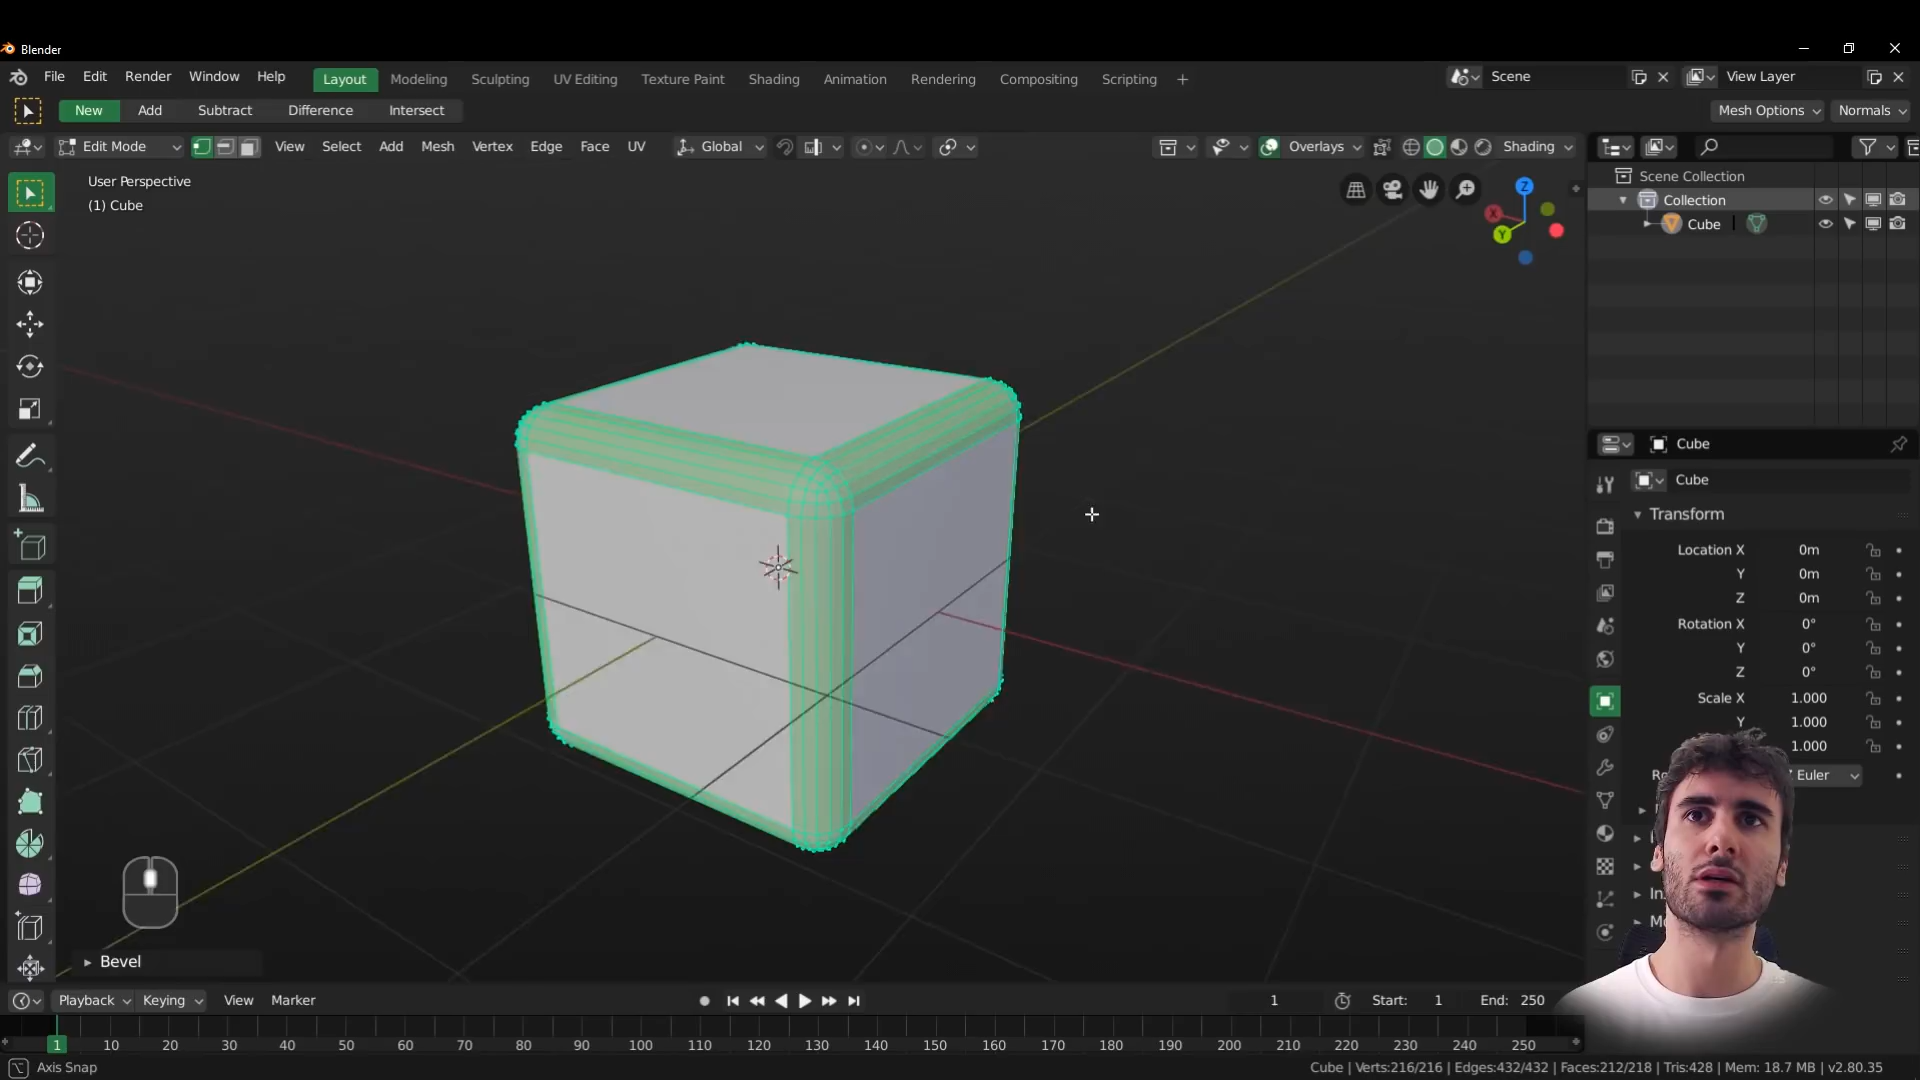 Blender
File Edit Render Window Help Layout Modeling Sculpting UV Editing Texture Paint Shading Animation Rendering Compositing Scripting + Scene View Layer
New Add Subtract Difference Intersect Mesh Options Normals
Edit Mode View Select Add Mesh Vertex Edge Face UV Global Overlays Shading
User Perspective
(1) Cube
Z
X
Y
Scene Collection
Collection
Cube
Cube
Cube
Transform
Location X 0m
Y 0m
Z 0m
Rotation X 0°
Y 0°
Z 0°
Scale X 1.000
Y 1.000
1.000
Euler
Bevel
Playback Keying View Marker 1 Start: 1 End: 250
1 10 20 30 40 50 60 70 80 90 100 110 120 130 140 150 160 170 180 190 200 210 220 230 240 250
Axis Snap Cube | Verts:216/216 | Edges:432/432 | Faces:212/218 | Tris:428 | Mem: 18.7 MB | v2.80.35